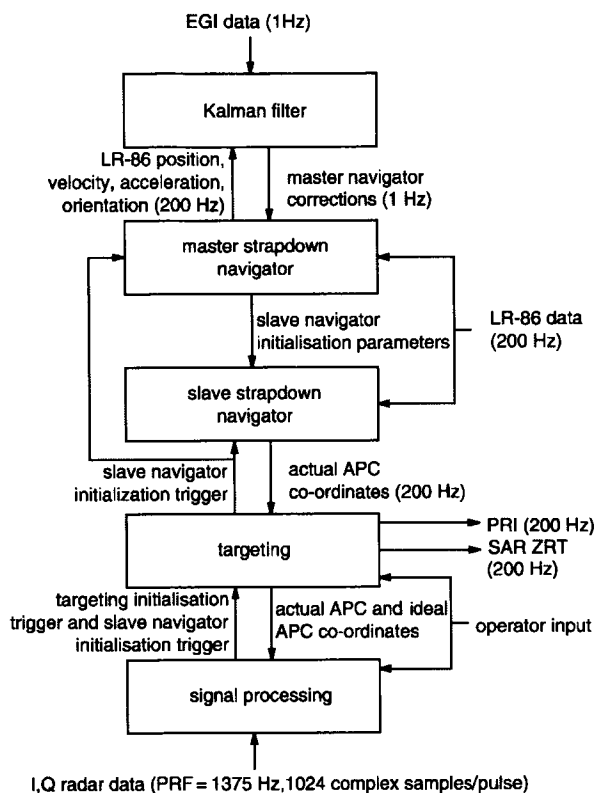 EGI data (1Hz)
Kalman filter
LR-86 position,
velocity, acceleration,
orientation (200 Hz)
master navigator
corrections (1 Hz)
master strapdown
navigator
slave navigator
initialisation parameters
LR-86 data
(200 Hz)
slave strapdown
navigator
slave navigator
initialization trigger
actual APC
co-ordinates (200 Hz)
targeting
PRI (200 Hz)
SAR ZRT
(200 Hz)
targeting initialisation
trigger and slave navigator
initialisation trigger
actual APC and ideal
APC co-ordinates
operator input
signal processing
I,Q radar data (PRF = 1375 Hz,1024 complex samples/pulse)